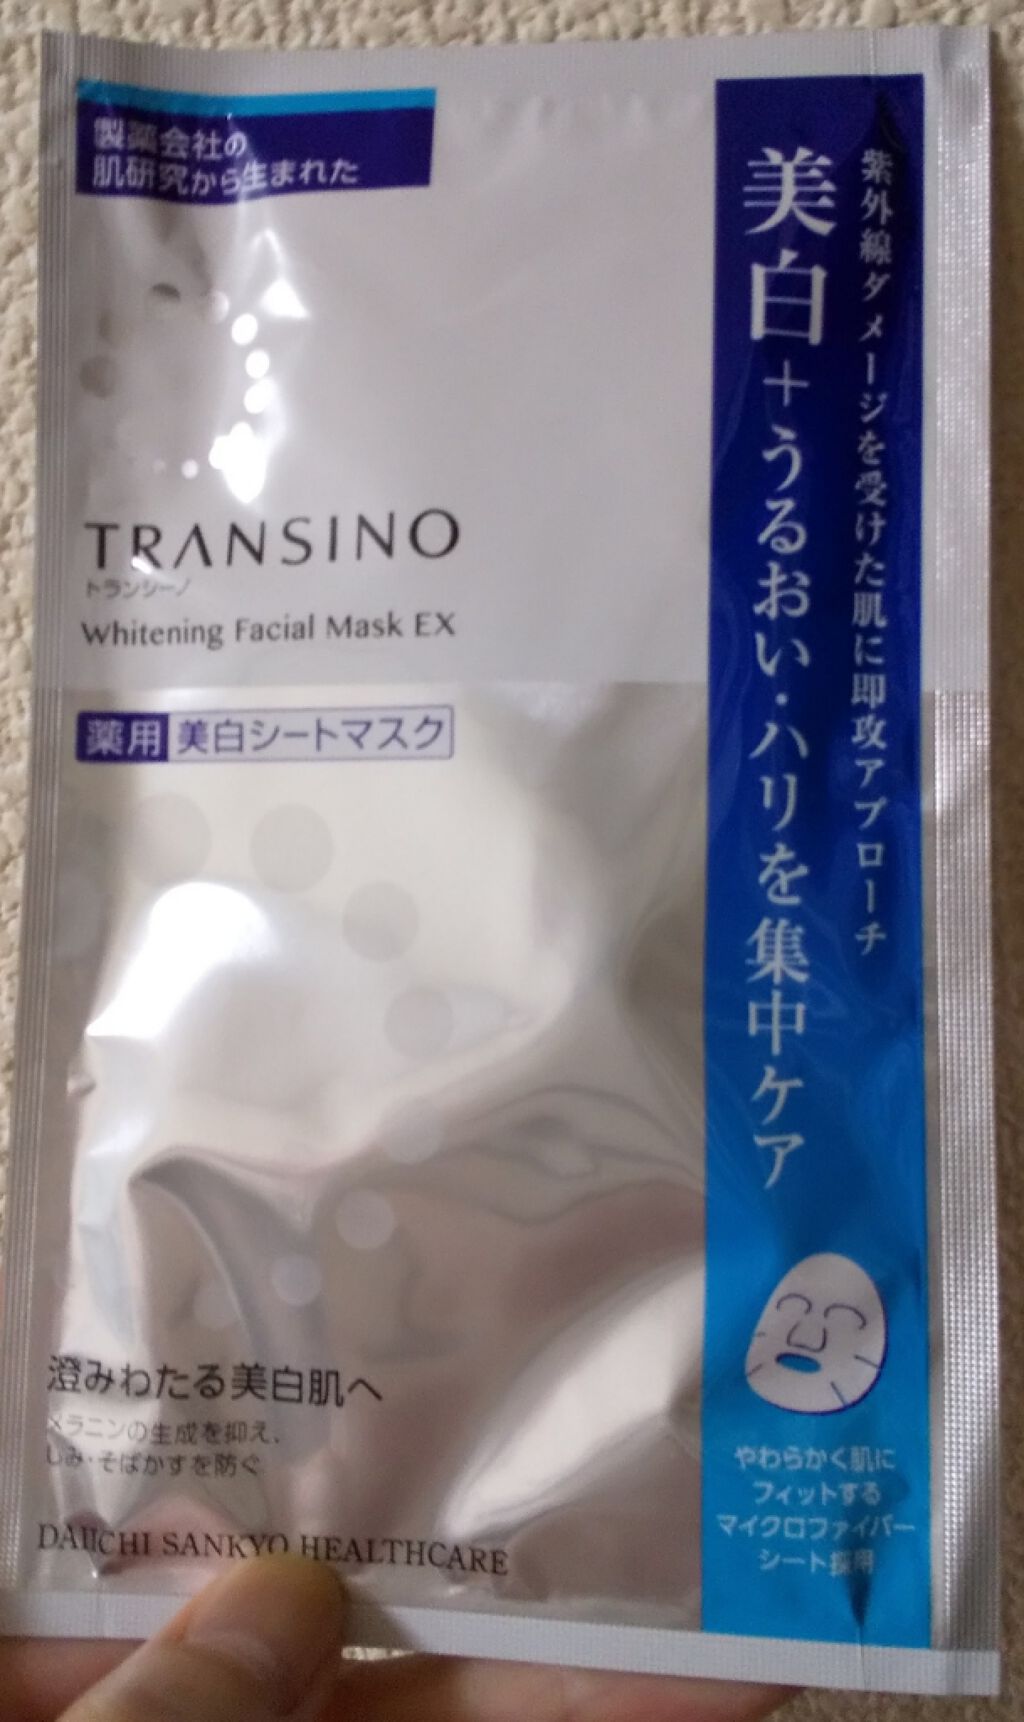 製薬会社の
肌研究から生まれた
紫外線ダメージを受けた肌に即攻アプローチ
美白+うるおい・ハリを集中ケア
TRANSINO
トランシーノ
Whitening Facial Mask EX
薬用 美白シートマスク
澄みわたる美白肌へ
メラニンの生成を抑え、
しみ・そばかすを防ぐ
DAIICHI SANKYO HEALTHCARE
やわらかく肌に
フィットする
マイクロファイバー
シート採用